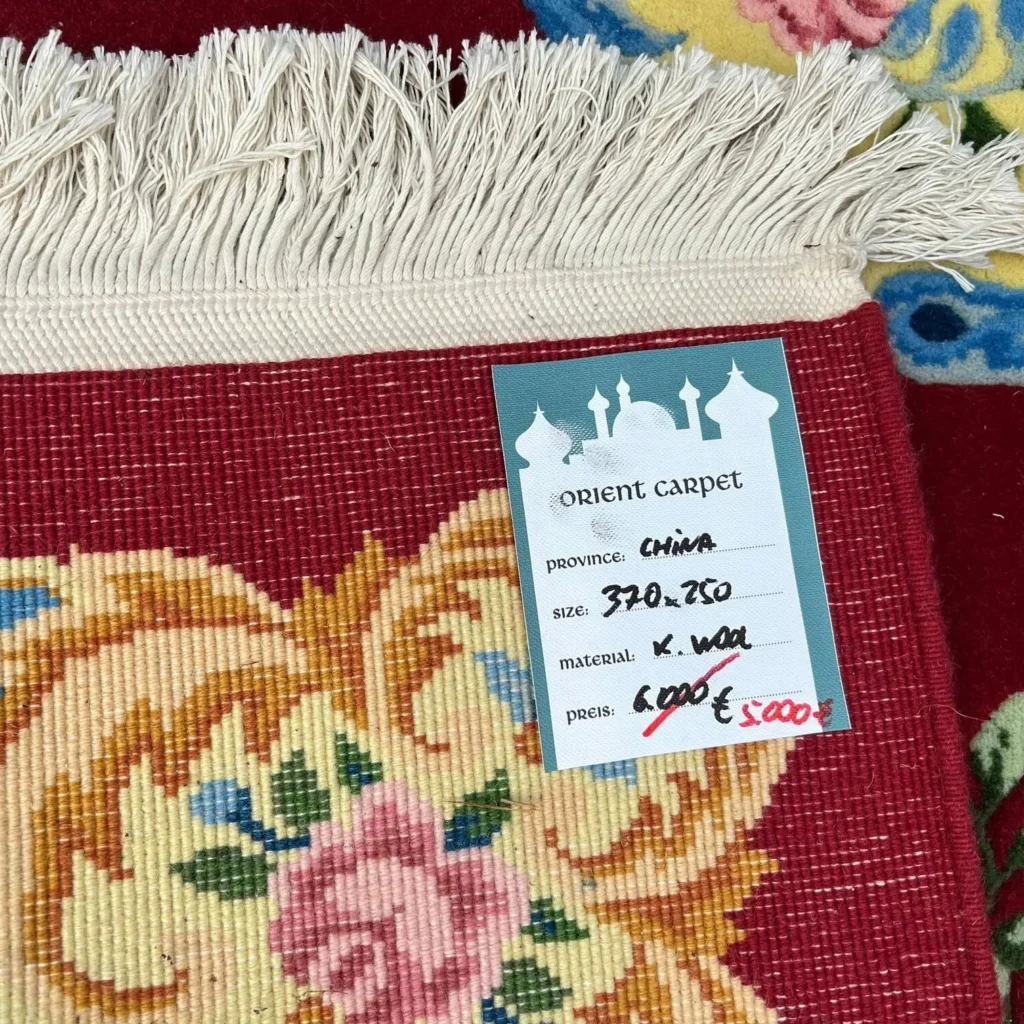 ORIENT CARPET
PROVINCE: CHINA
SIZE: 370x250
MATERIAL: K. WOOL
PREIS: 6.000 € 5.000 €